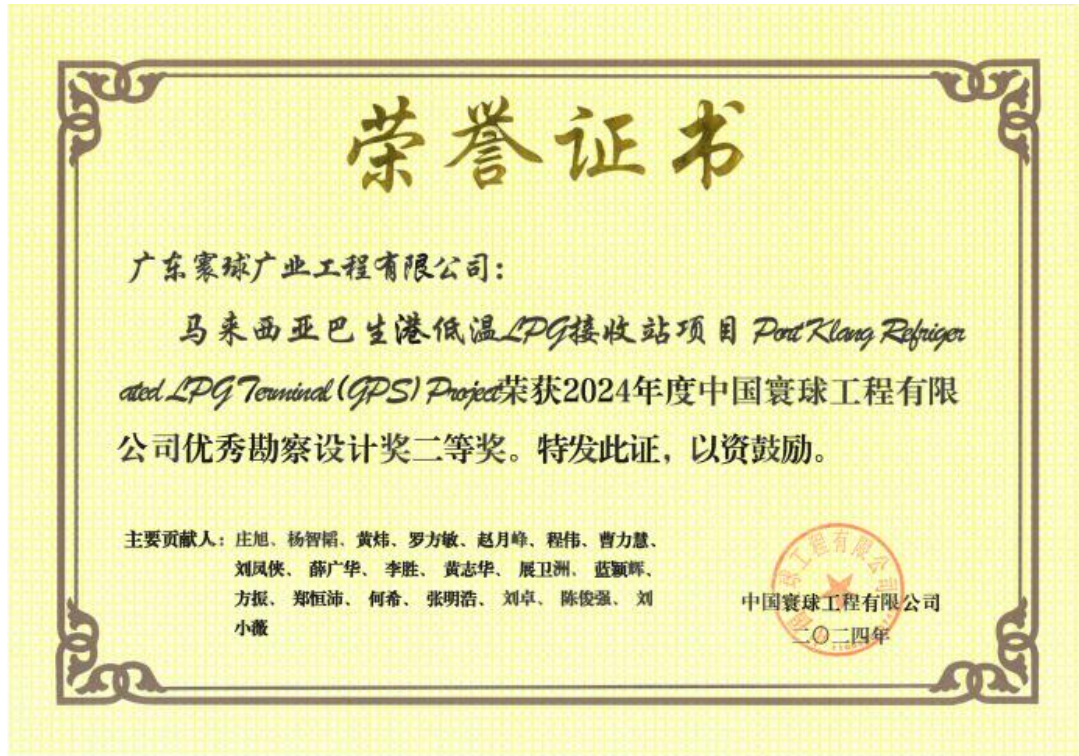 荣誉证书
广东寰球广业工程有限公司：
马来西亚巴生港低温LPG接收站项目 Port Klang Refriger
ated LPG Terminal (GPS) Project荣获2024年度中国寰球工程有限
公司优秀勘察设计奖二等奖。特发此证，以资鼓励。
主要贡献人：庄旭、杨智韬、黄炜、罗方敏、赵月峰、程伟、曹力慧、
刘凤侠、薛广华、李胜、黄志华、展卫洲、蓝颖辉、
方振、郑恒沛、何希、张明浩、刘卓、陈俊强、刘
小薇
中国寰球工程有限公司
二〇二四年